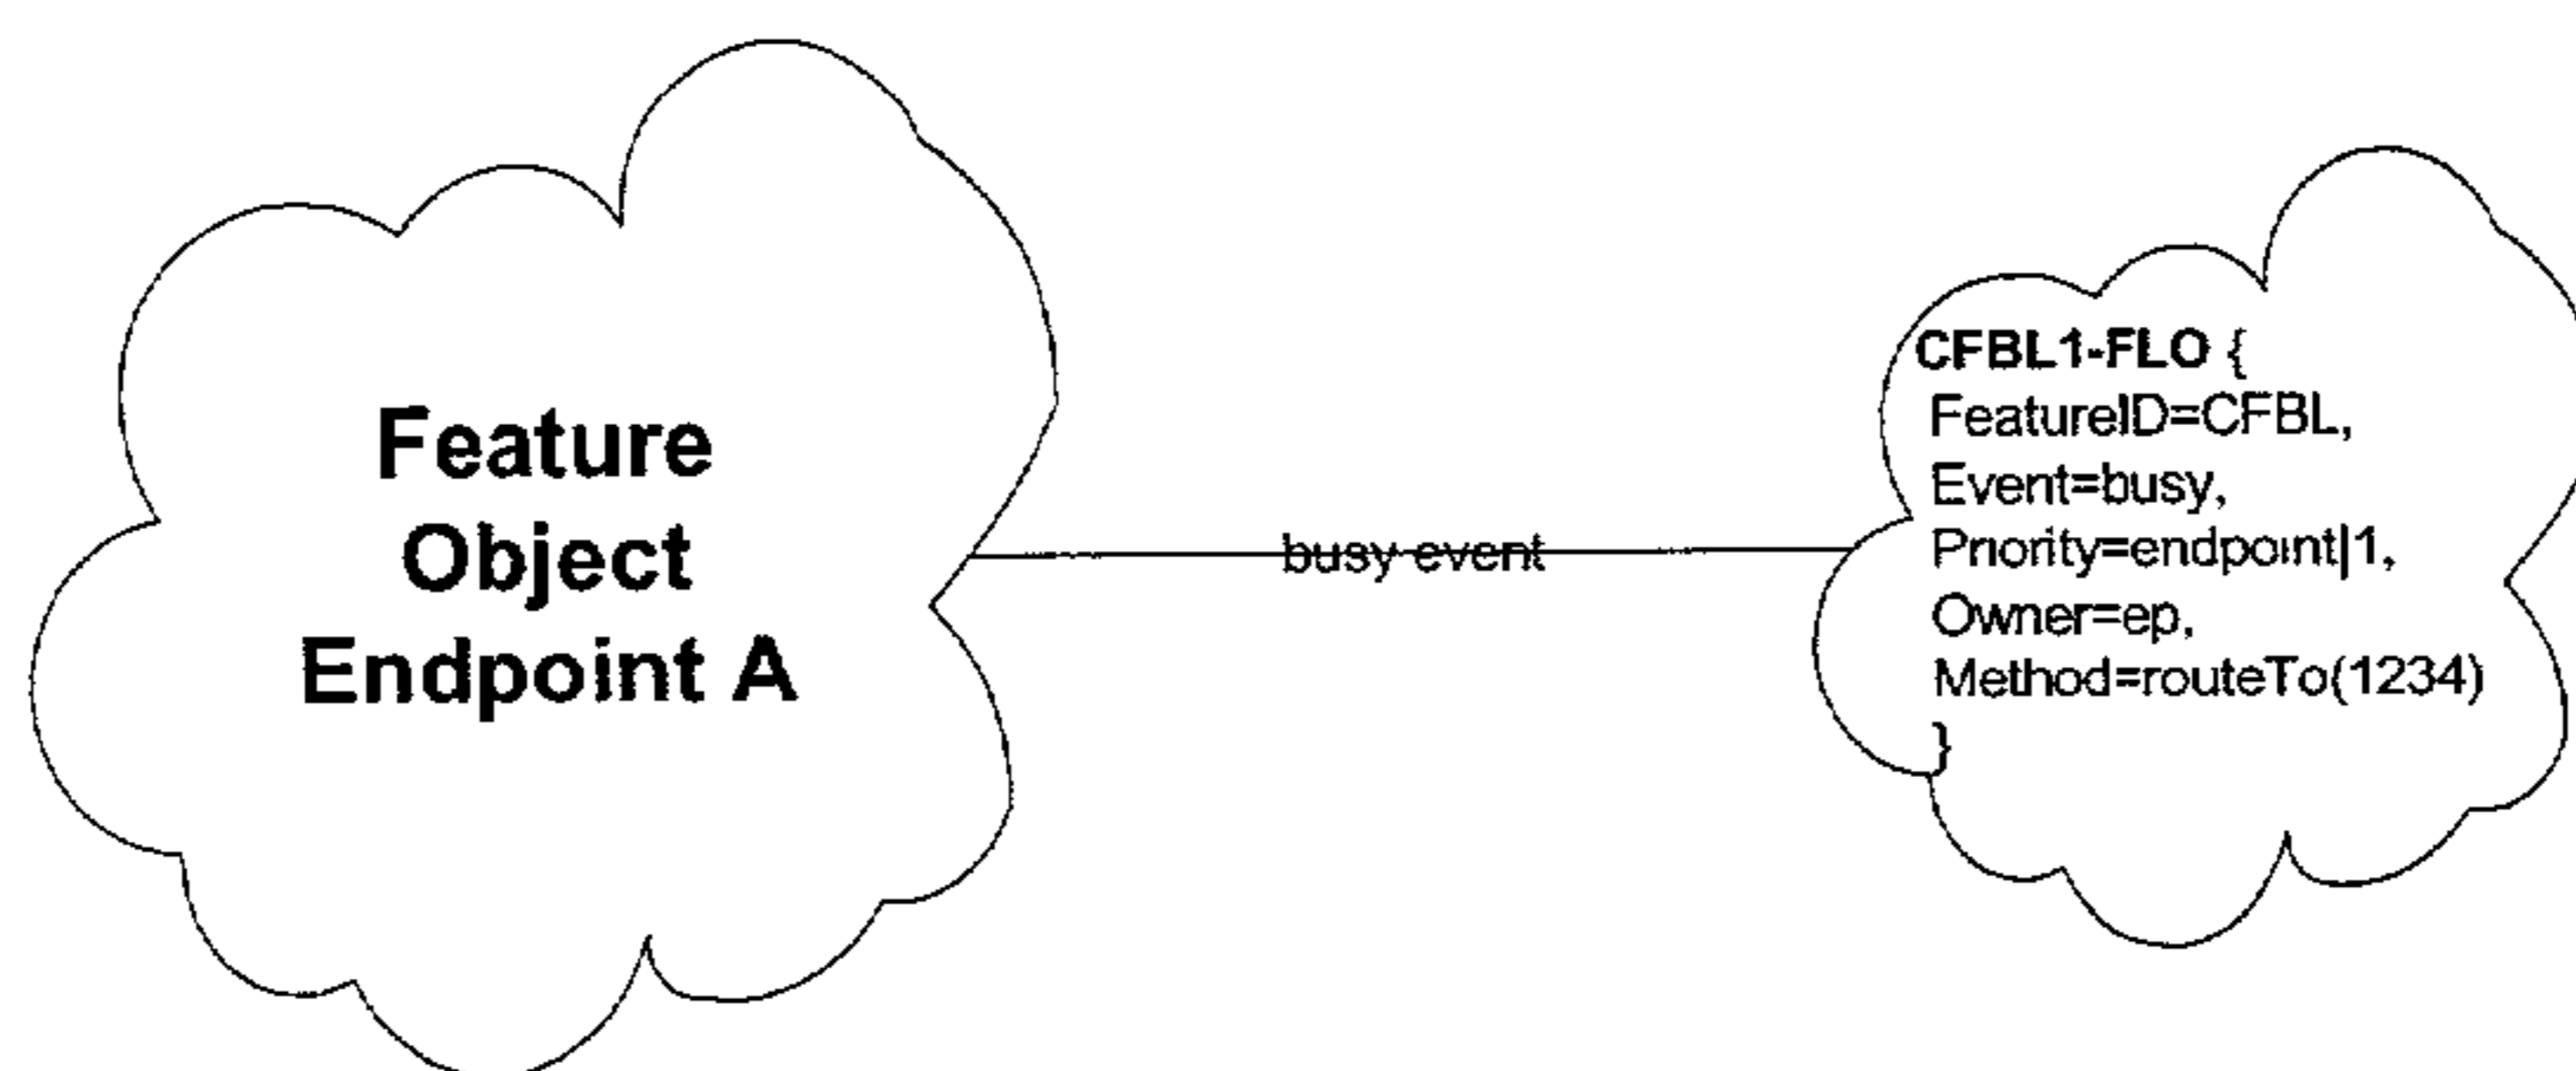 Feature
Object
Endpoint A
busy event
CFBL1-FLO {
FeatureID=CFBL,
Event=busy,
Priority=endpoint|1,
Owner=ep,
Method=routeTo(1234)
}